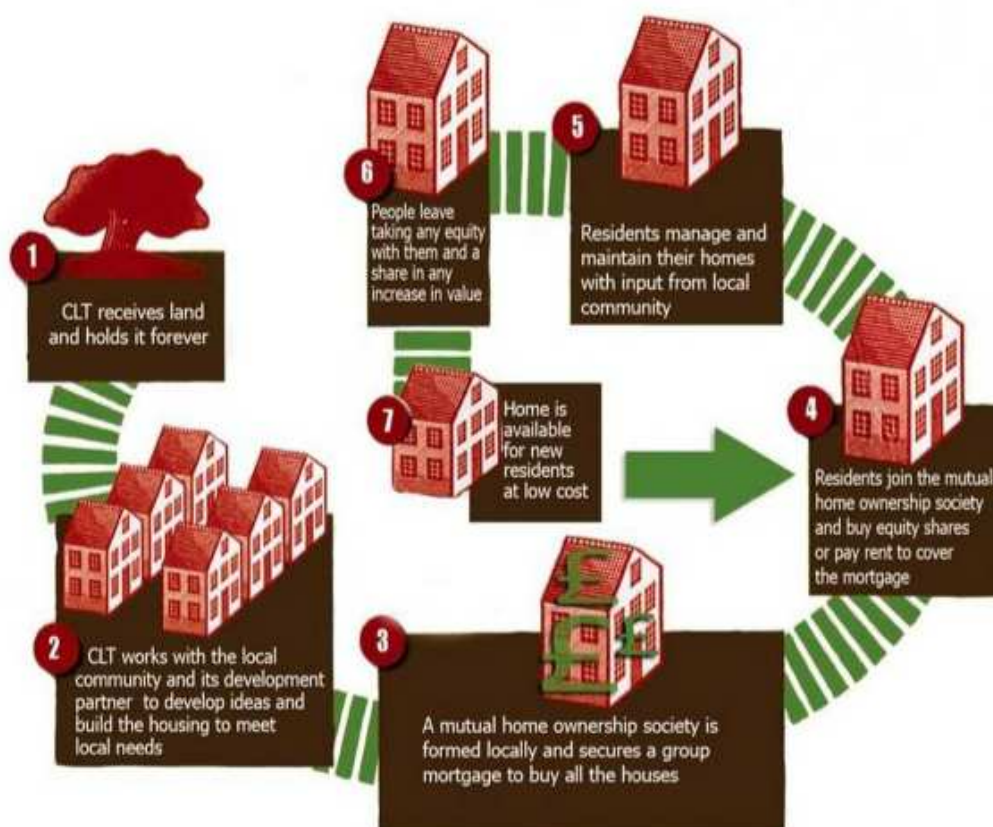 1
CLT receives land
and holds it forever
2
CLT works with the local
community and its development
partner to develop ideas and
build the housing to meet
local needs
3
A mutual home ownership society is
formed locally and secures a group
mortgage to buy all the houses
£
£
£
4
Residents join the mutual
home ownership society
and buy equity shares
or pay rent to cover
the mortgage
5
Residents manage and
maintain their homes
with input from local
community
6
People leave
taking any equity
with them and a
share in any
increase in value
7
Home is
available
for new
residents
at low cost